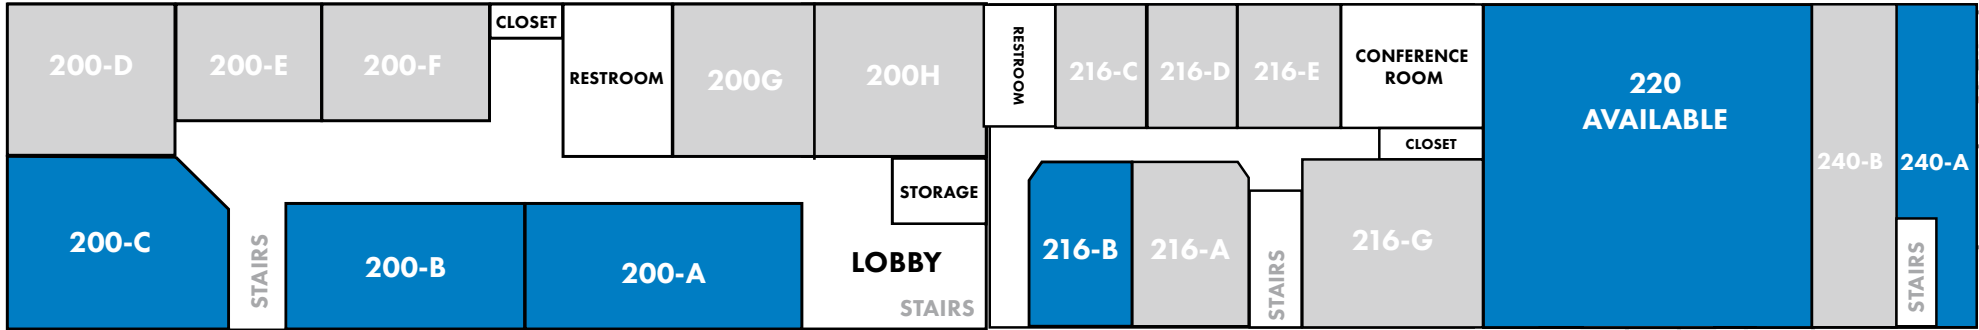 200-D
200-E
200-F
CLOSET
RESTROOM
200G
200H
RESTROOM
216-C
216-D
216-E
CONFERENCE
ROOM
220
AVAILABLE
240-B
240-A
CLOSET
STORAGE
200-C
STAIRS
200-B
200-A
LOBBY
STAIRS
216-B
216-A
STAIRS
216-G
STAIRS